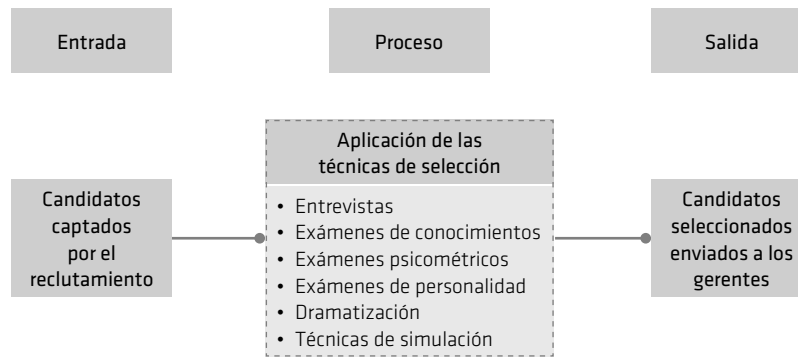 Entrada
Proceso
Salida
Candidatos
captados
por el
reclutamiento
Aplicación de las
técnicas de selección
• Entrevistas
• Exámenes de conocimientos
• Exámenes psicométricos
• Exámenes de personalidad
• Dramatización
• Técnicas de simulación
Candidatos
seleccionados
enviados a los
gerentes